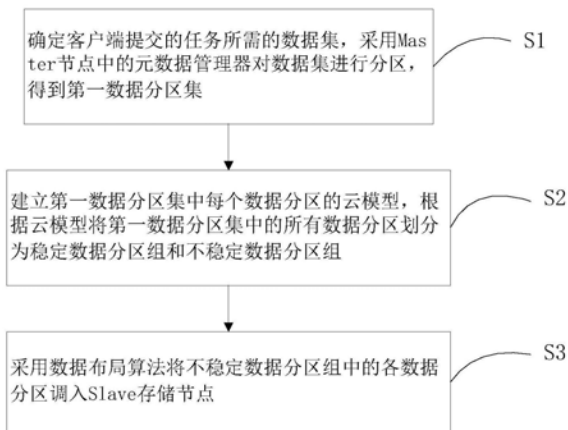 确定客户端提交的任务所需的数据集，采用Mas
ter节点中的元数据管理器对数据集进行分区，
得到第一数据分区集
S1
建立第一数据分区集中每个数据分区的云模型，根
据云模型将第一数据分区集中的所有数据分区划分
为稳定数据分区组和不稳定数据分区组
S2
采用数据布局算法将不稳定数据分区组中的各数据
分区调入Slave存储节点
S3